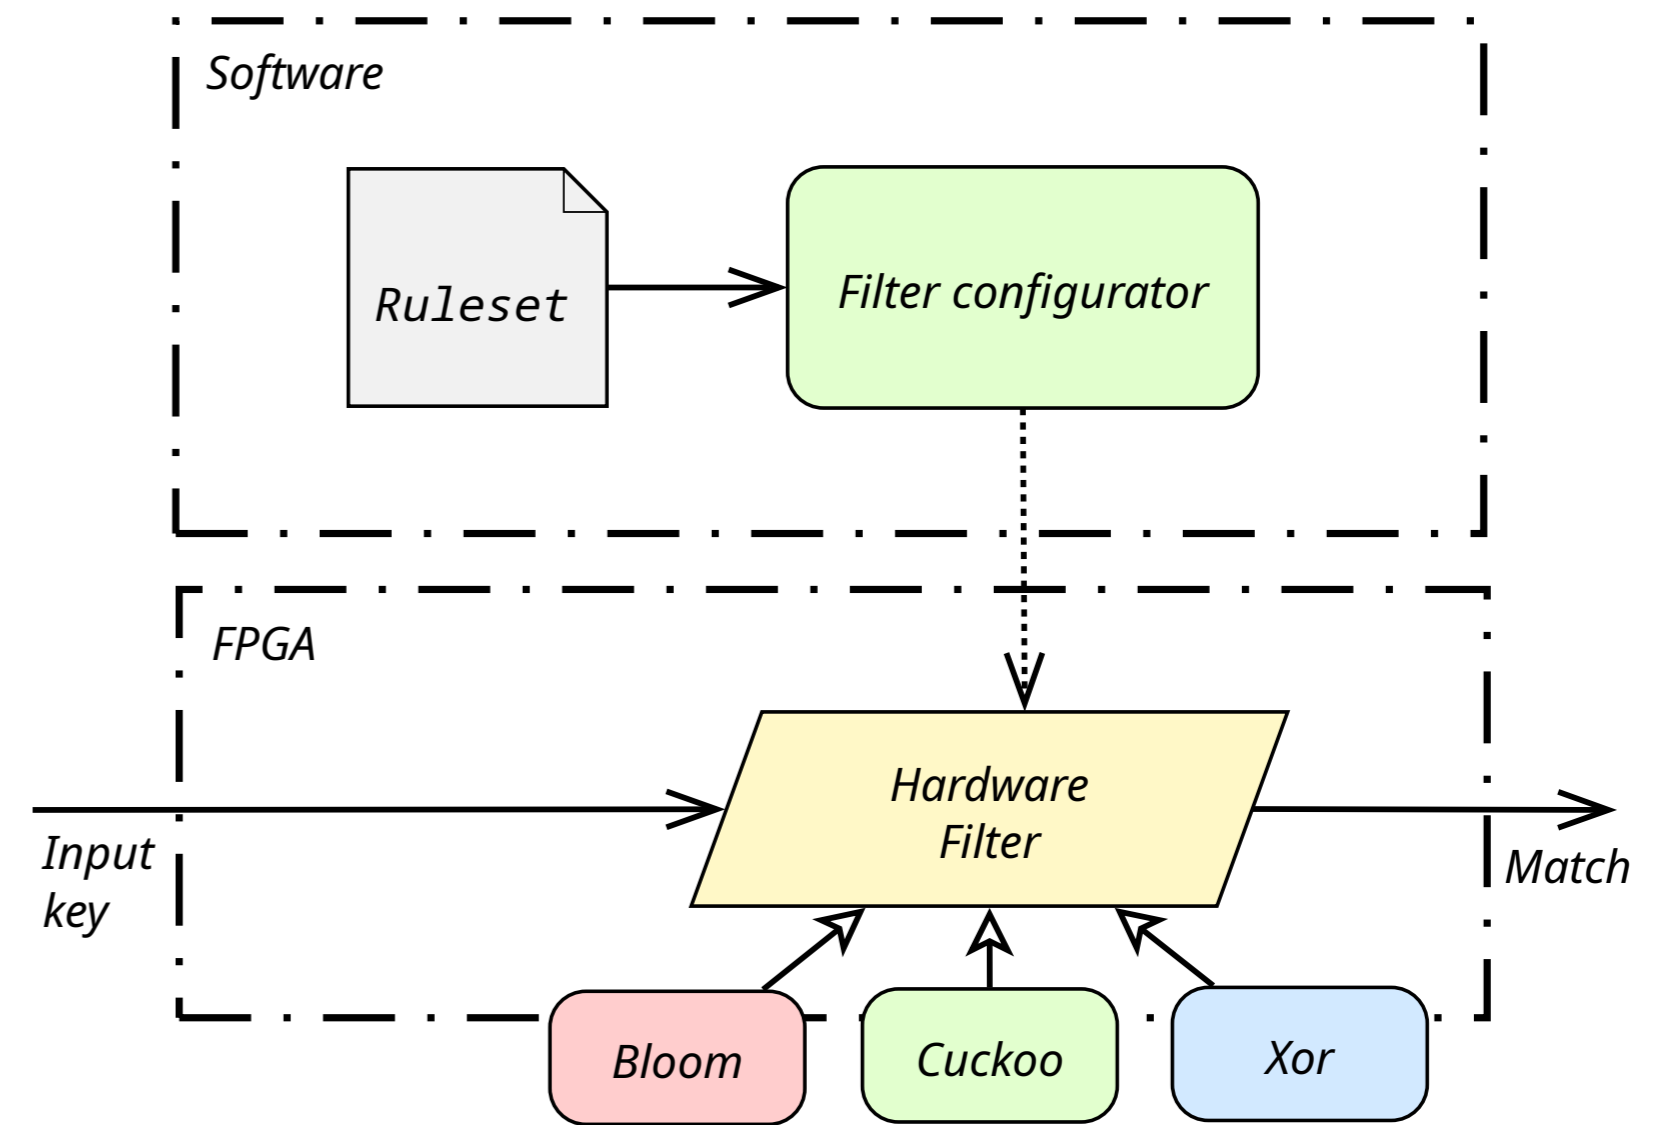 Software
Ruleset
Filter configurator
FPGA
Hardware
Filter
Input
key
Match
Bloom
Cuckoo
Xor